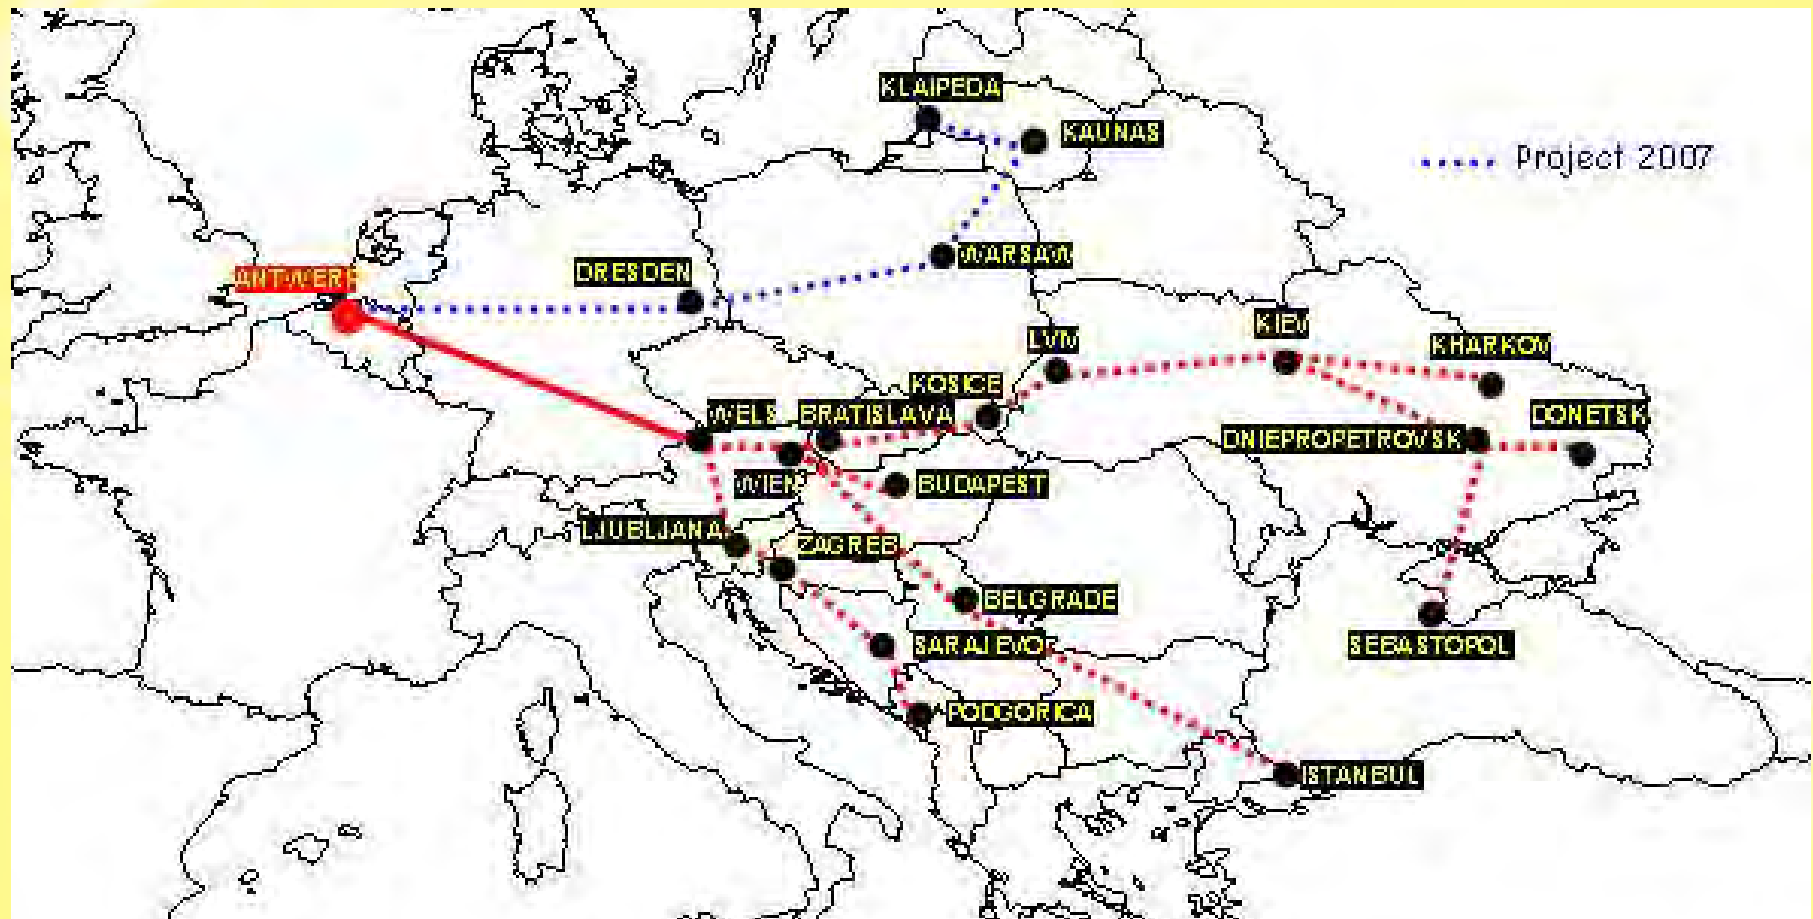 KLAIPEDA
KAUNAS
Project 2007
WARSAW
DRESDEN
ANTWERP
KIEV
LVIV
KHARKOV
KOSICE
WELS
BRATISLAVA
DONETSK
DNIEPROPETROVSK
WIEN
BUDAPEST
LJUBLJANA
ZAGREB
BELGRADE
SARAJEVO
SEBASTOPOL
PODGORICA
ISTANBUL